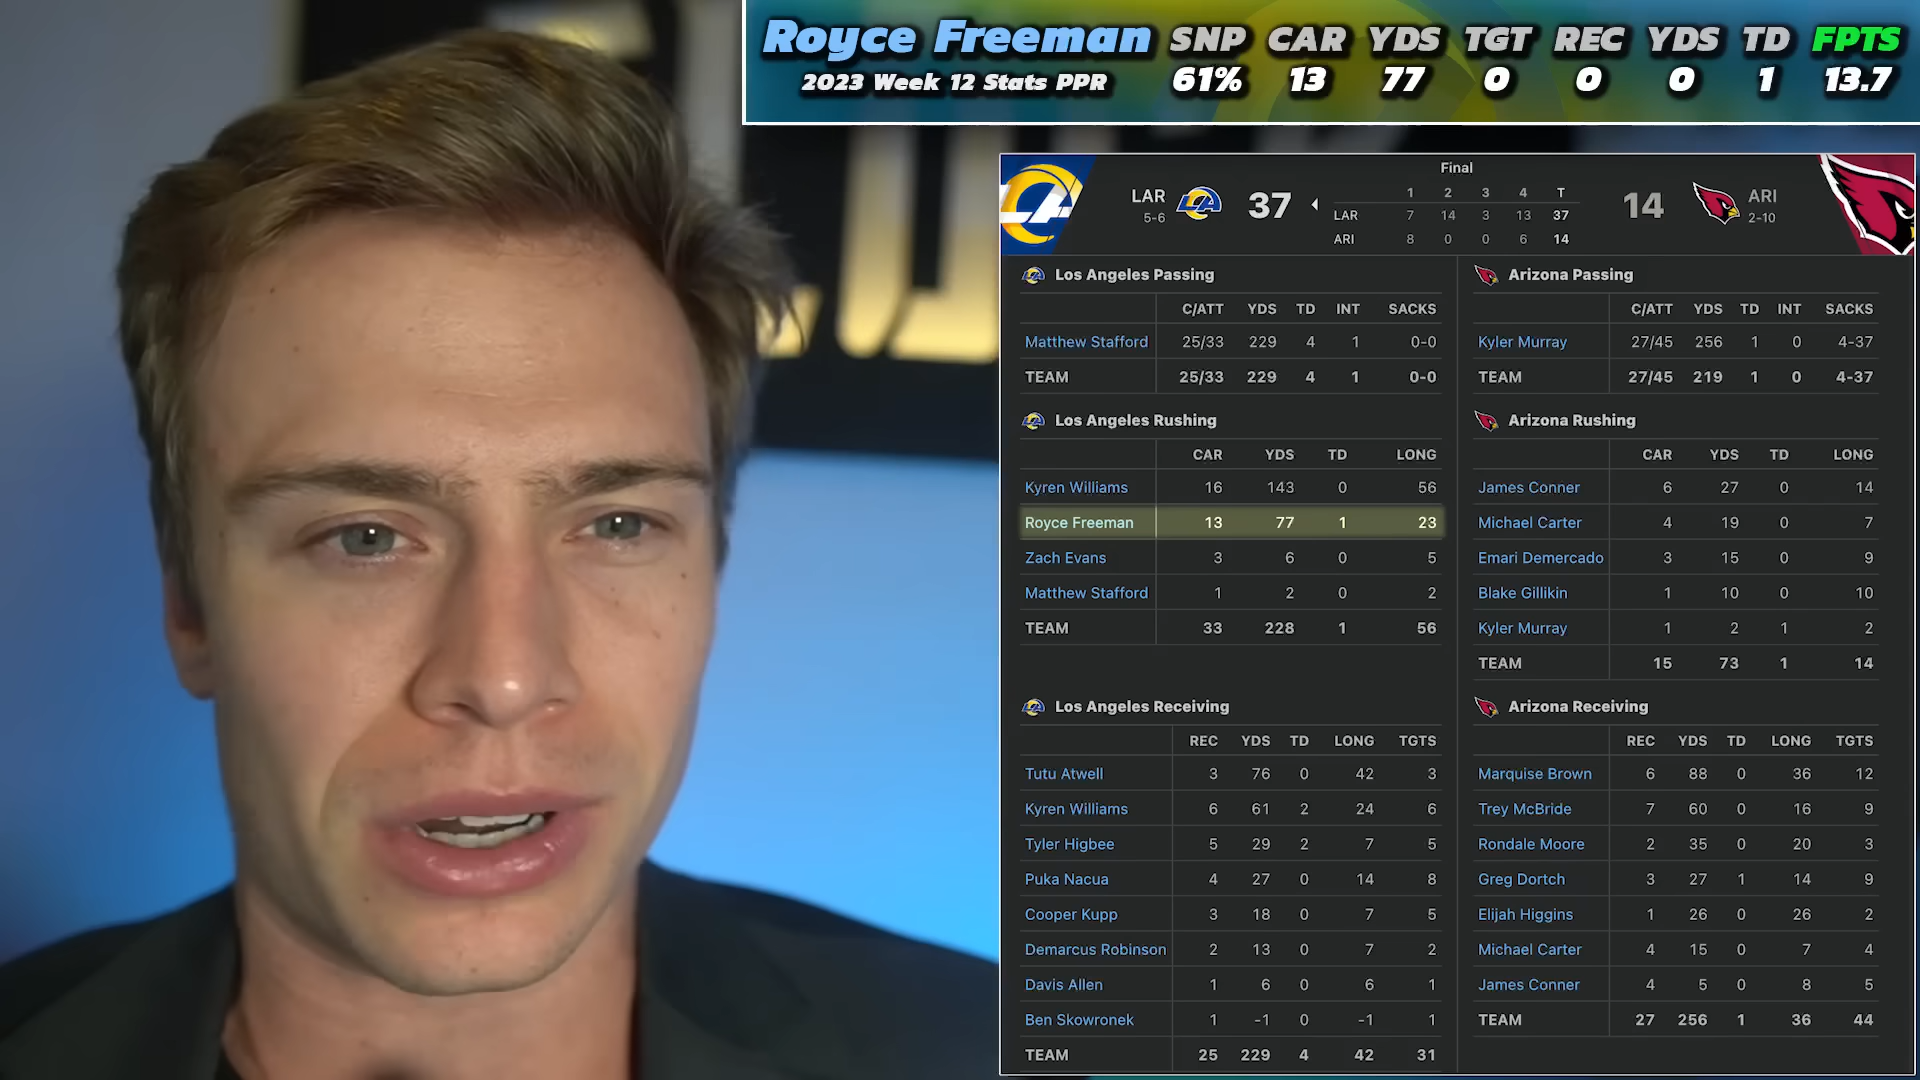 Royce Freeman SNP CAR YDS TGT REC YDS TD FPTS
2023 Week 12 Stats PPR 61% 13 77 0 0 0 1 13.7
Final
LAR 5-6 37 14 ARI 2-10
1 2 3 4 T
LAR 7 14 3 13 37
ARI 8 0 0 6 14
Los Angeles Passing
C/ATT YDS TD INT SACKS
Matthew Stafford 25/33 229 4 1 0-0
TEAM 25/33 229 4 1 0-0
Arizona Passing
C/ATT YDS TD INT SACKS
Kyler Murray 27/45 256 1 0 4-37
TEAM 27/45 219 1 0 4-37
Los Angeles Rushing
CAR YDS TD LONG
Kyren Williams 16 143 0 56
Royce Freeman 13 77 1 23
Zach Evans 3 6 0 5
Matthew Stafford 1 2 0 2
TEAM 33 228 1 56
Arizona Rushing
CAR YDS TD LONG
James Conner 6 27 0 14
Michael Carter 4 19 0 7
Emari Demercado 3 15 0 9
Blake Gillikin 1 10 0 10
Kyler Murray 1 2 1 2
TEAM 15 73 1 14
Los Angeles Receiving
REC YDS TD LONG TGTS
Tutu Atwell 3 76 0 42 3
Kyren Williams 6 61 2 24 6
Tyler Higbee 5 29 2 7 5
Puka Nacua 4 27 0 14 8
Cooper Kupp 3 18 0 7 5
Demarcus Robinson 2 13 0 7 2
Davis Allen 1 6 0 6 1
Ben Skowronek 1 -1 0 -1 1
TEAM 25 229 4 42 31
Arizona Receiving
REC YDS TD LONG TGTS
Marquise Brown 6 88 0 36 12
Trey McBride 7 60 0 16 9
Rondale Moore 2 35 0 20 3
Greg Dortch 3 27 1 14 9
Elijah Higgins 1 26 0 26 2
Michael Carter 4 15 0 7 4
James Conner 4 5 0 8 5
TEAM 27 256 1 36 44